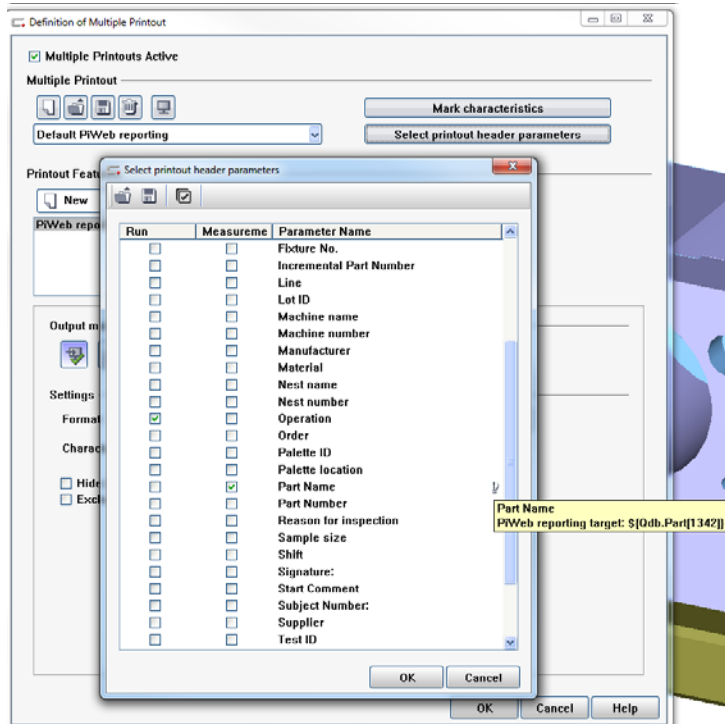 Definition of Multiple Printout
Multiple Printouts Active
Multiple Printout
Mark characteristics
Default PiWeb reporting
Select printout header parameters
Printout Feat
Select printout header parameters
New
PiWeb repo
Run Measureme Parameter Name
Fixture No.
Incremental Part Number
Line
Lot ID
Machine name
Output m
Machine number
Manufacturer
Material
Nest name
Settings
Nest number
Format
Operation
Order
Charac
Palette ID
Palette location
Hide
Part Name
Excl
Part Number
Part Name
Reason for inspection
PiWeb reporting target: $[Qdb.Part[1342]]
Sample size
Shift
Signature:
Start Comment
Subject Number:
Supplier
Test ID
OK Cancel
OK Cancel Help